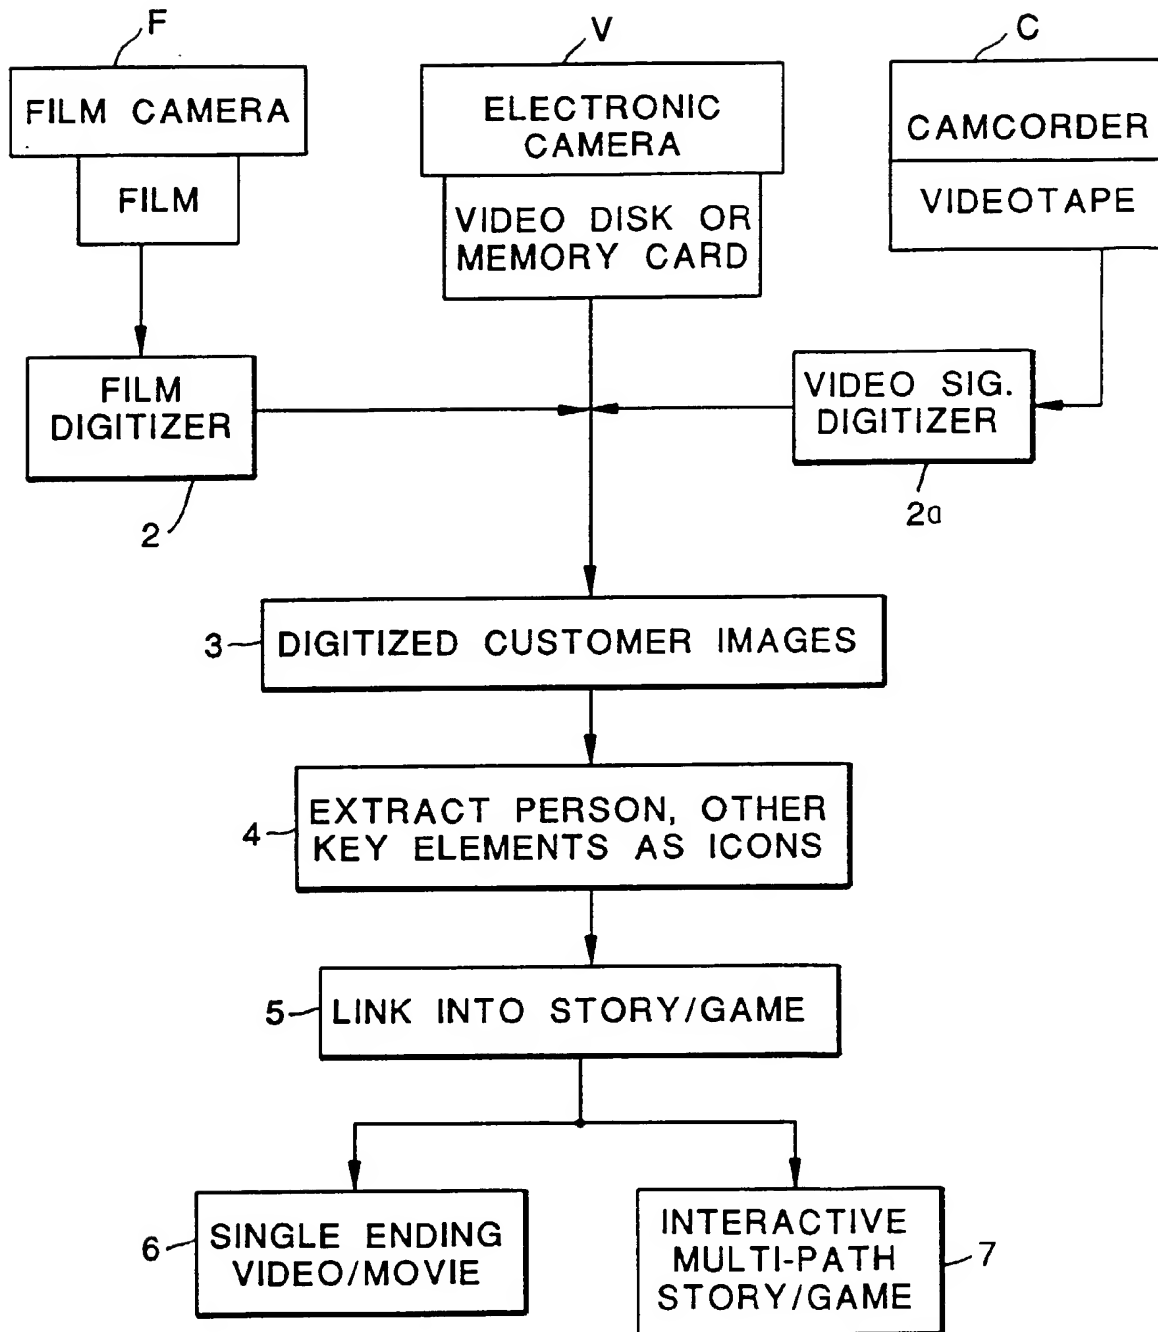 F
V
C
FILM CAMERA
FILM
ELECTRONIC
CAMERA
VIDEO DISK OR
MEMORY CARD
CAMCORDER
VIDEOTAPE
FILM
DIGITIZER
2
VIDEO SIG.
DIGITIZER
2a
3
DIGITIZED CUSTOMER IMAGES
4
EXTRACT PERSON, OTHER
KEY ELEMENTS AS ICONS
5
LINK INTO STORY/GAME
6
SINGLE ENDING
VIDEO/MOVIE
INTERACTIVE
MULTI-PATH
STORY/GAME
7